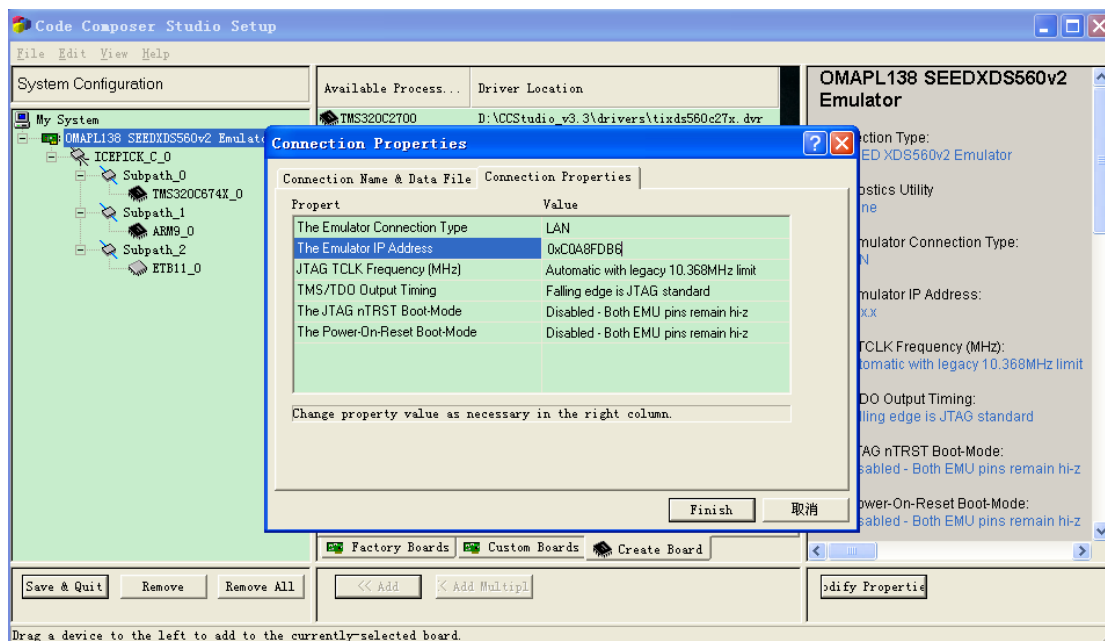 Code Composer Studio Setup
File Edit View Help
System Configuration
My System
OMAPL138 SEEDXDS560v2 Emulato
ICEPICK_C_0
Subpath_0
TMS320C674X_0
Subpath_1
ARM9_0
Subpath_2
ETB11_0
Available Process... Driver Location
TMS320C2700 D:\CCStudio_v3.3\drivers\tixds560c27x.dvr
Connection Properties
Connection Name & Data File Connection Properties
Propert Value
The Emulator Connection Type LAN
The Emulator IP Address 0xC0A8FDB6
JTAG TCLK Frequency (MHz) Automatic with legacy 10.368MHz limit
TMS/TDO Output Timing Falling edge is JTAG standard
The JTAG nTRST Boot-Mode Disabled - Both EMU pins remain hi-z
The Power-On-Reset Boot-Mode Disabled - Both EMU pins remain hi-z
Change property value as necessary in the right column.
Finish 取消
Factory Boards Custom Boards Create Board
OMAPL138 SEEDXDS560v2
Emulator
ction Type:
ED XDS560v2 Emulator
ostics Utility
ne
mulator Connection Type:
N
mulator IP Address:
x.x
TCLK Frequency (MHz):
omatic with legacy 10.368MHz limit
DO Output Timing:
lling edge is JTAG standard
TAG nTRST Boot-Mode:
sabled - Both EMU pins remain hi-z
ower-On-Reset Boot-Mode:
sabled - Both EMU pins remain hi-z
Save & Quit Remove Remove All << Add < Add Multipl odify Propertie
Drag a device to the left to add to the currently-selected board.